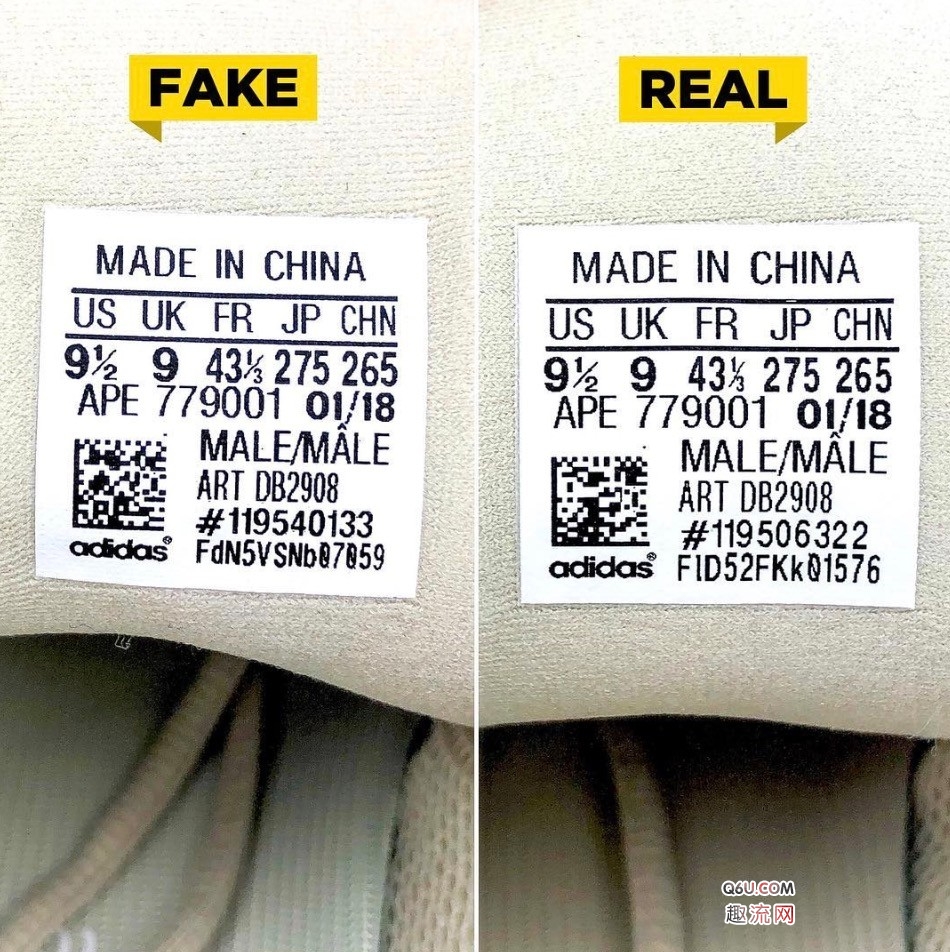 FAKE
MADE IN CHINA
US UK FR JP CHN
9½ 9 43⅓ 275 265
APE 779001 01/18
MALE/MÂLE
ART DB2908
#119540133
adidas® FdN5VSNb07059
REAL
MADE IN CHINA
US UK FR JP CHN
9½ 9 43⅓ 275 265
APE 779001 01/18
MALE/MÂLE
ART DB2908
#119506322
adidas® F1D52FKk01576
Q6U.COM
趣流网